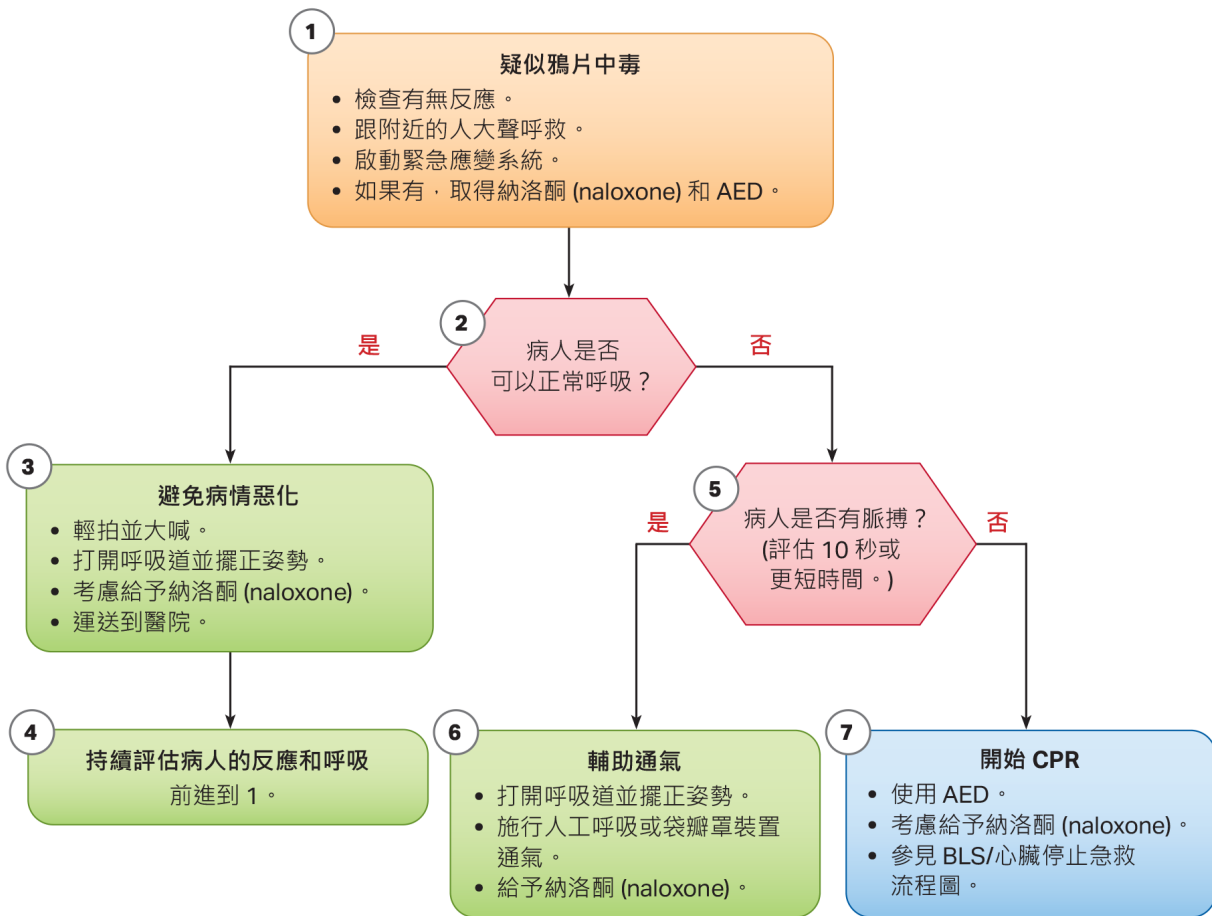 1
疑似鴉片中毒
• 檢查有無反應。
• 跟附近的人大聲呼救。
• 啟動緊急應變系統。
• 如果有，取得納洛酮 (naloxone) 和 AED。
2
病人是否
可以正常呼吸？
是
否
3
避免病情惡化
• 輕拍並大喊。
• 打開呼吸道並擺正姿勢。
• 考慮給予納洛酮 (naloxone)。
• 運送到醫院。
5
病人是否有脈搏？
(評估 10 秒或
更短時間。)
是
否
4
持續評估病人的反應和呼吸
前進到 1。
6
輔助通氣
• 打開呼吸道並擺正姿勢。
• 施行人工呼吸或袋瓣罩裝置
通氣。
• 給予納洛酮 (naloxone)。
7
開始 CPR
• 使用 AED。
• 考慮給予納洛酮 (naloxone)。
• 參見 BLS/心臟停止急救
流程圖。